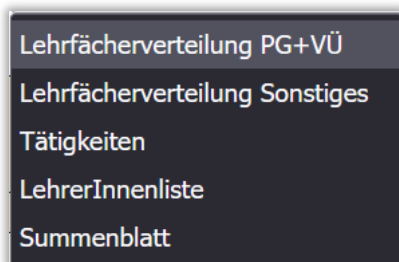 Lehrfächerverteilung PG+VÜ
Lehrfächerverteilung Sonstiges
Tätigkeiten
LehrerInnenliste
Summenblatt